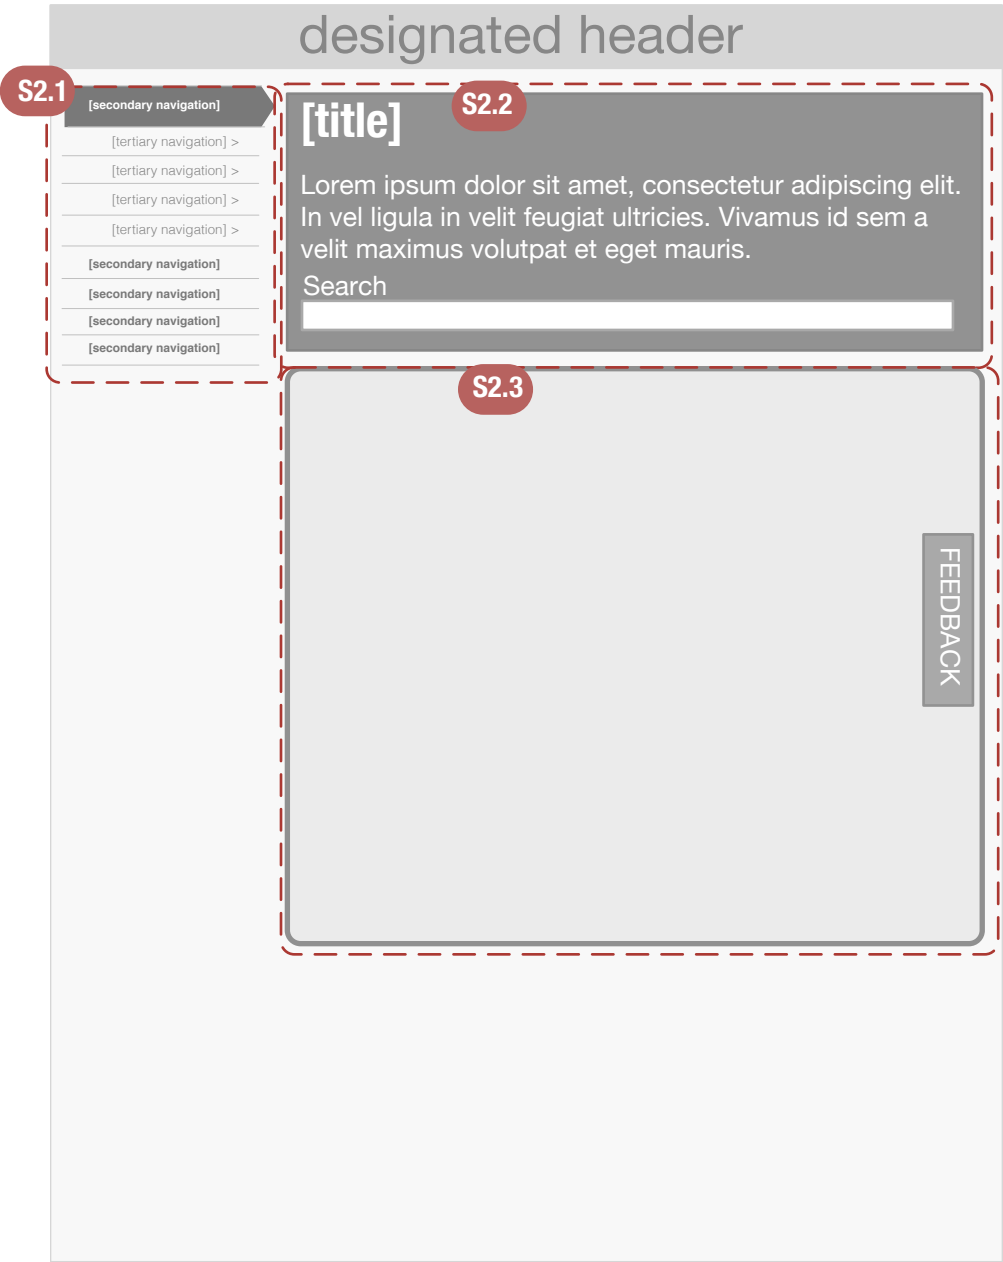 designated header
S2.1
[secondary navigation]
[tertiary navigation] >
[tertiary navigation] >
[tertiary navigation] >
[tertiary navigation] >
[secondary navigation]
[secondary navigation]
[secondary navigation]
[secondary navigation]
S2.2
[title]
Lorem ipsum dolor sit amet, consectetur adipiscing elit.
In vel ligula in velit feugiat ultricies. Vivamus id sem a
velit maximus volutpat et eget mauris.
Search
S2.3
FEEDBACK